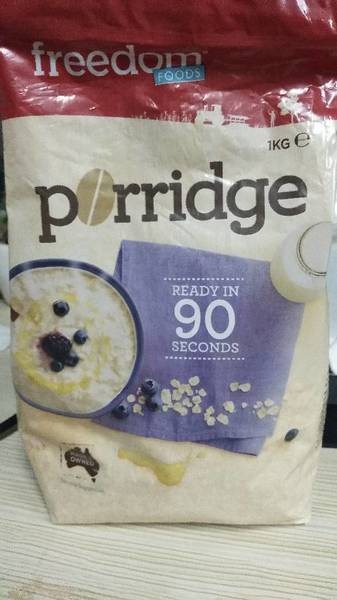 freedom
FOODS
1KG e
porridge
READY IN
90
SECONDS
OWNED